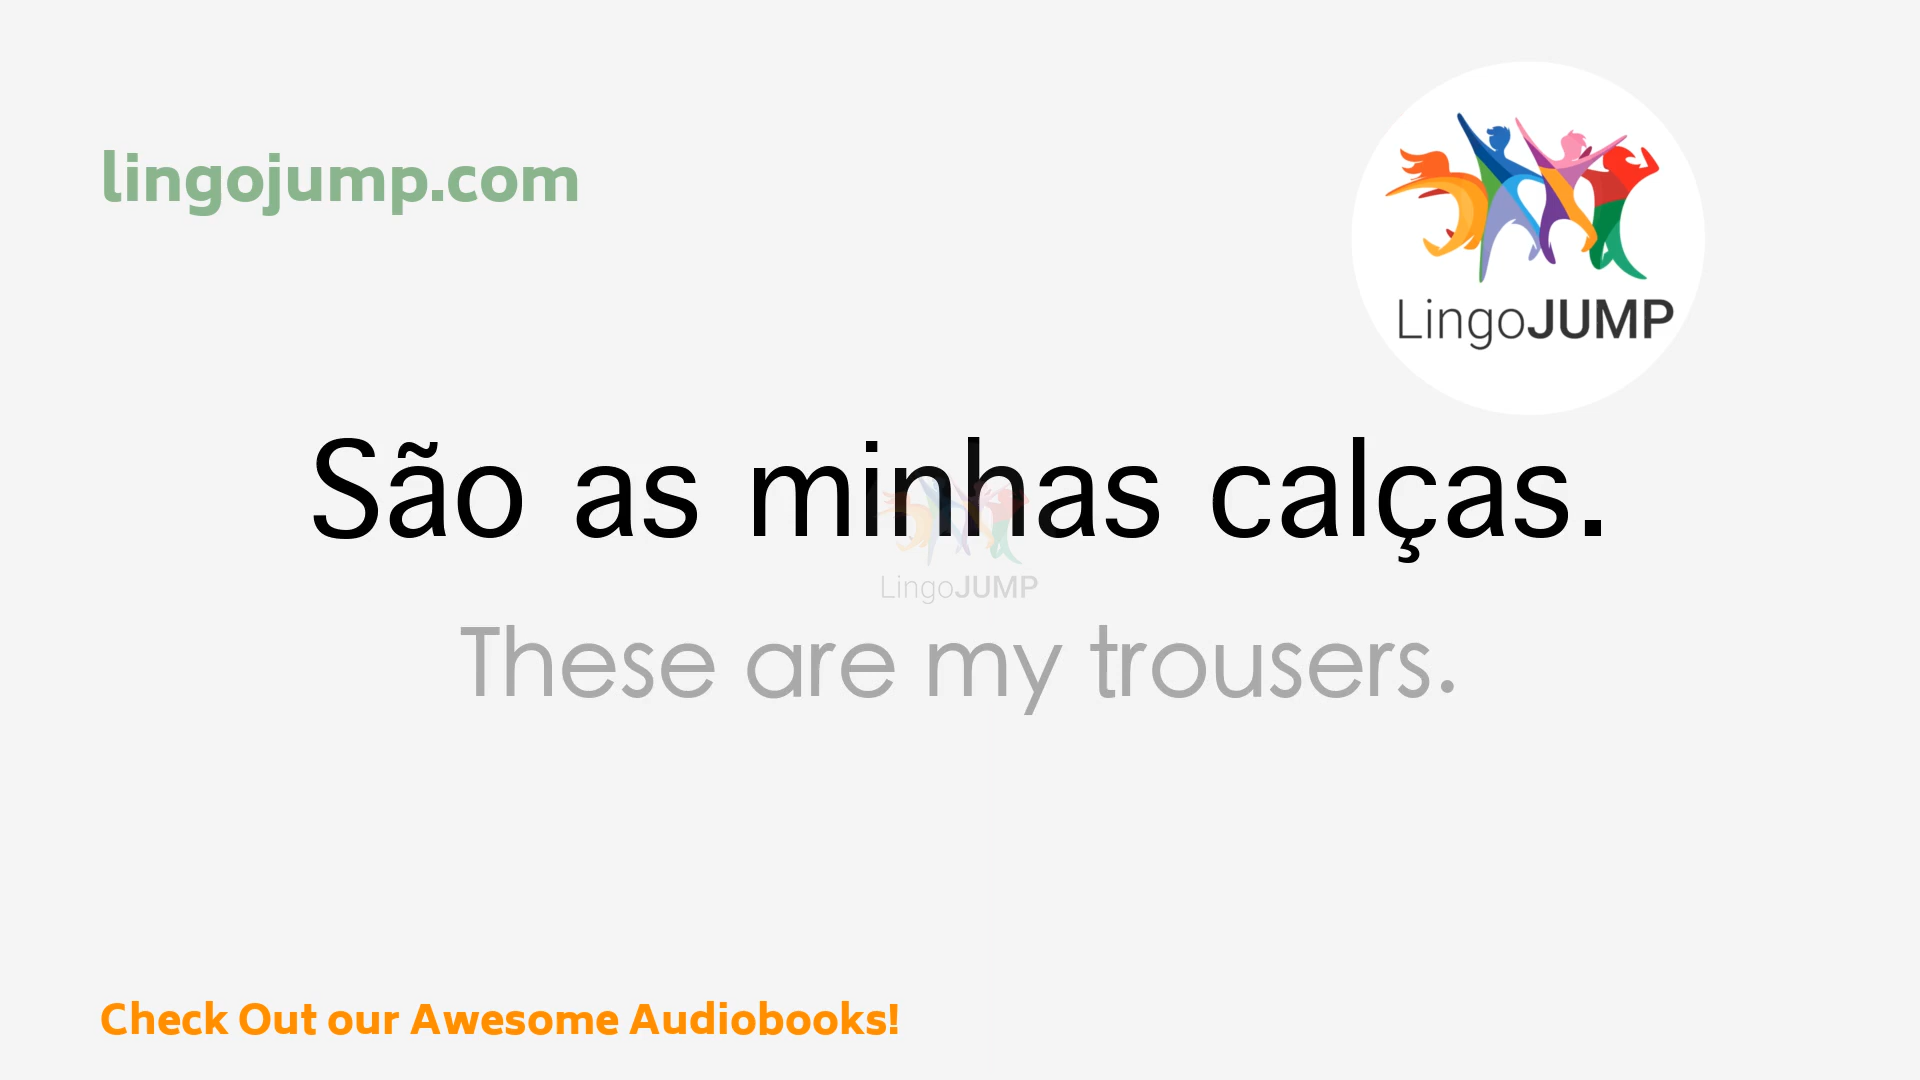 lingojump.com
LingoJUMP
São as minhas calças.
LingoJUMP
These are my trousers.
Check Out our Awesome Audiobooks!